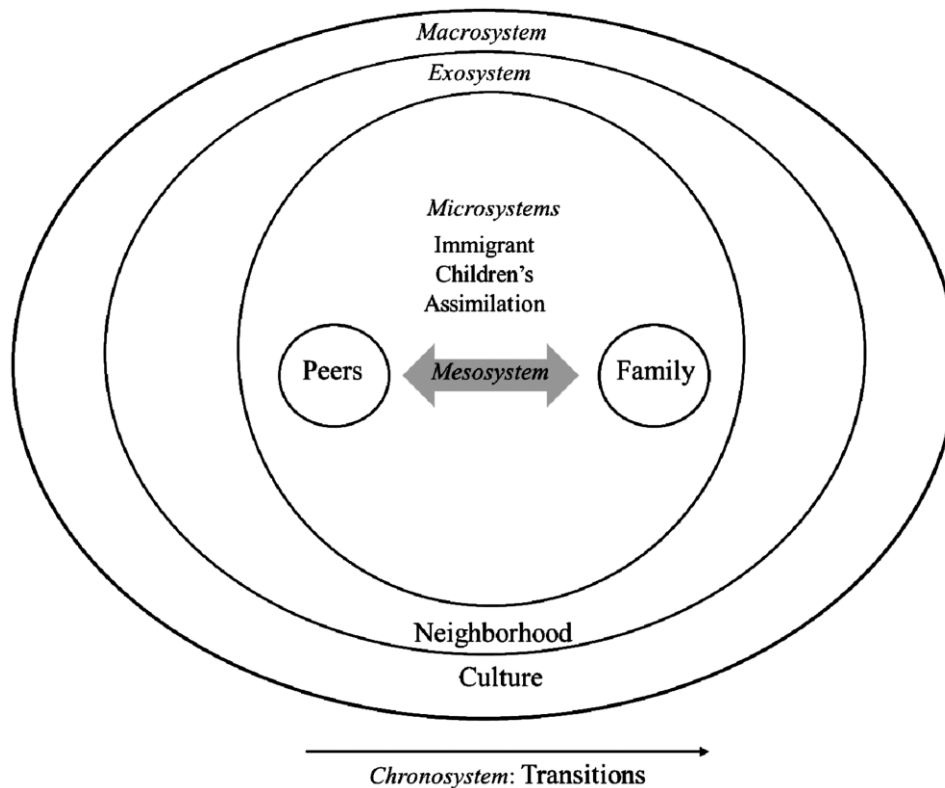 Macrosystem
Exosystem
Microsystems
Immigrant
Children's
Assimilation
Peers
Mesosystem
Family
Neighborhood
Culture
Chronosystem: Transitions